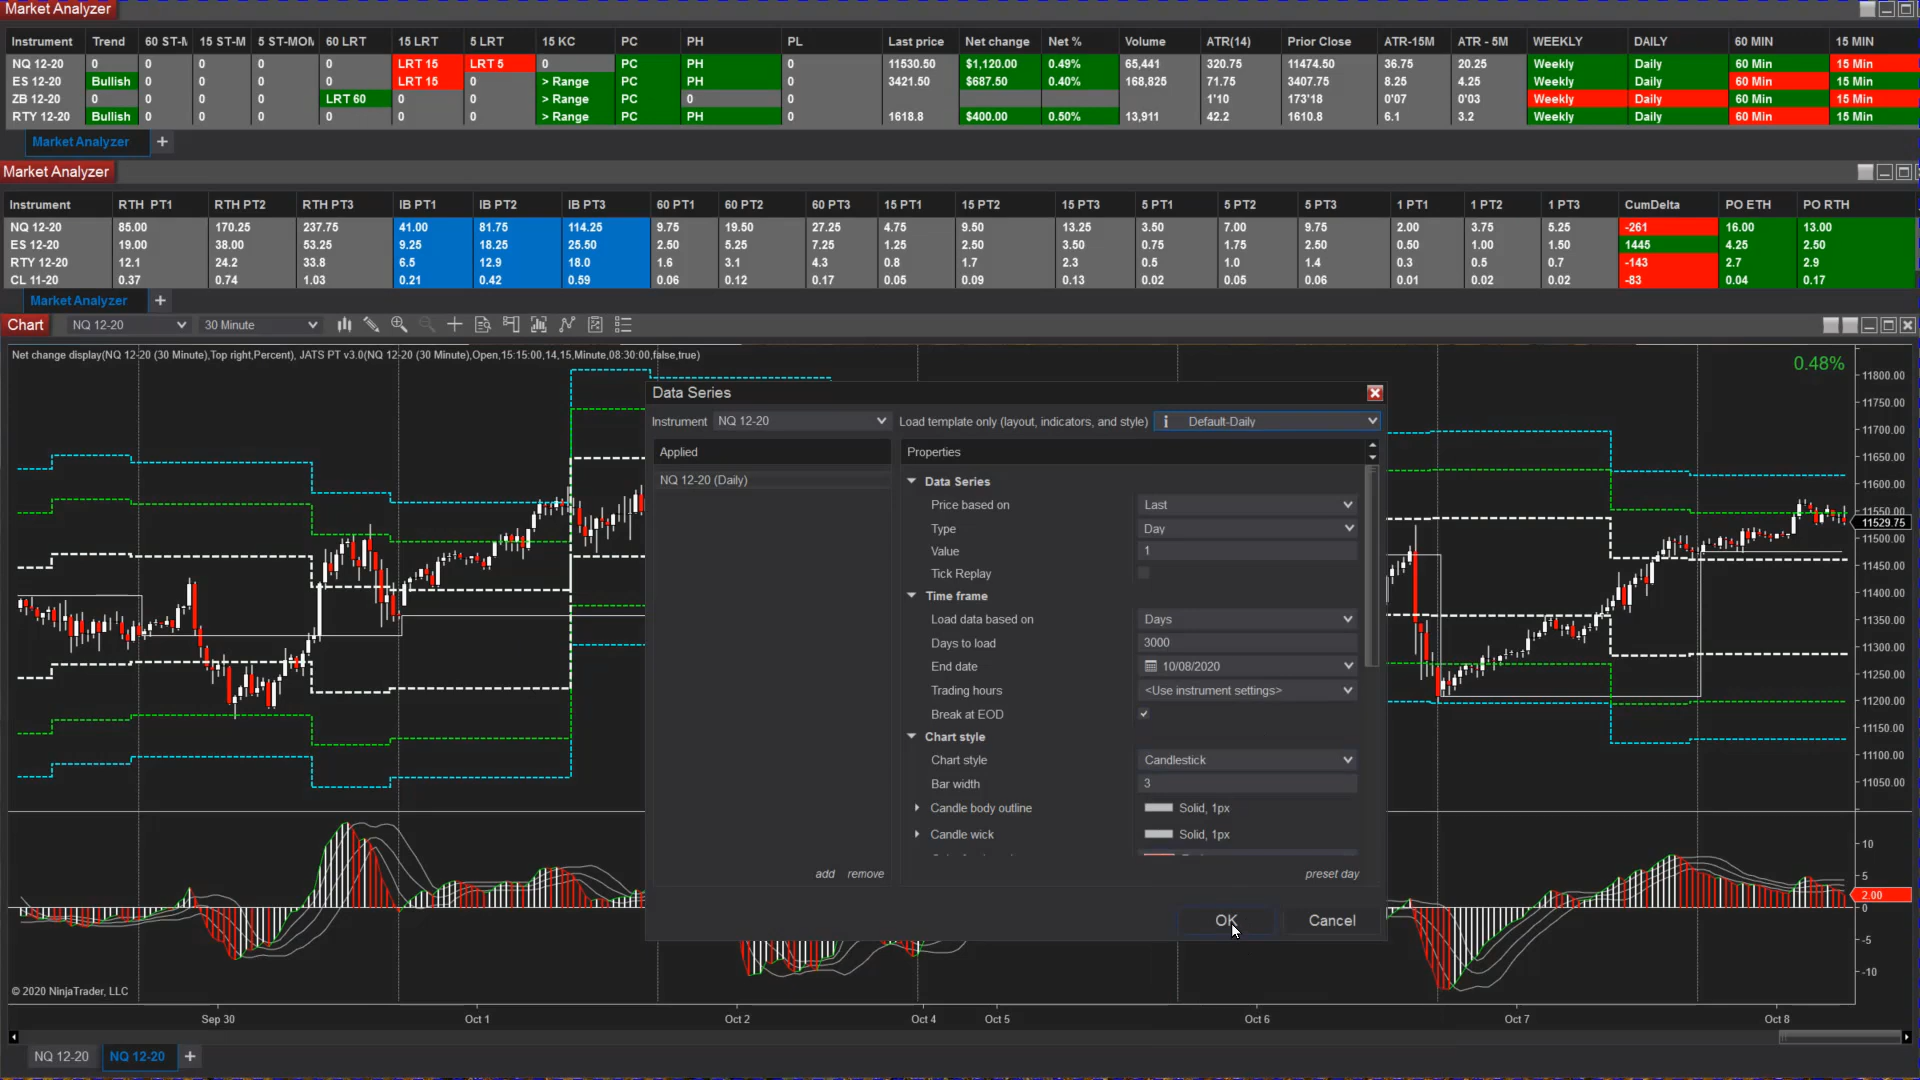 Market Analyzer
Instrument Trend 60 ST-M 15 ST-M 5 ST-MOM 60 LRT 15 LRT 5 LRT 15 KC PC PH PL Last price Net change Net % Volume ATR(14) Prior Close ATR-15M ATR - 5M WEEKLY DAILY 60 MIN 15 MIN
NQ 12-20 0 0 0 0 0 LRT 15 LRT 5 0 PC PH 0 11530.50 $1,120.00 0.49% 65,441 320.75 11474.50 36.75 20.25 Weekly Daily 60 Min 15 Min
ES 12-20 Bullish 0 0 0 0 LRT 15 0 > Range PC PH 0 3421.50 $687.50 0.40% 168,825 71.75 3407.75 8.25 4.25 Weekly Daily 60 Min 15 Min
ZB 12-20 0 0 0 0 LRT 60 0 0 > Range PC 0 0 1'10 173'18 0'07 0'03 Weekly Daily 60 Min 15 Min
RTY 12-20 Bullish 0 0 0 0 0 0 > Range PC PH 0 1618.8 $400.00 0.50% 13,911 42.2 1610.8 6.1 3.2 Weekly Daily 60 Min 15 Min
Market Analyzer +
Market Analyzer
Instrument RTH PT1 RTH PT2 RTH PT3 IB PT1 IB PT2 IB PT3 60 PT1 60 PT2 60 PT3 15 PT1 15 PT2 15 PT3 5 PT1 5 PT2 5 PT3 1 PT1 1 PT2 1 PT3 CumDelta PO ETH PO RTH
NQ 12-20 85.00 170.25 237.75 41.00 81.75 114.25 9.75 19.50 27.25 4.75 9.50 13.25 3.50 7.00 9.75 2.00 3.75 5.25 -261 16.00 13.00
ES 12-20 19.00 38.00 53.25 9.25 18.25 25.50 2.50 5.25 7.25 1.25 2.50 3.50 0.75 1.75 2.50 0.50 1.00 1.50 1445 4.25 2.50
RTY 12-20 12.1 24.2 33.8 6.5 12.9 18.0 1.6 3.1 4.3 0.8 1.7 2.3 0.5 1.0 1.4 0.3 0.5 0.7 -143 2.7 2.9
CL 11-20 0.37 0.74 1.03 0.21 0.42 0.59 0.06 0.12 0.17 0.05 0.09 0.13 0.02 0.05 0.06 0.01 0.02 0.02 -83 0.04 0.17
Market Analyzer +
Chart NQ 12-20 30 Minute
Net change display(NQ 12-20 (30 Minute),Top right,Percent), JATS PT v3.0(NQ 12-20 (30 Minute),Open,15:15:00,14,15,Minute,08:30:00,false,true)
0.48%
Data Series
Instrument NQ 12-20 Load template only (layout, indicators, and style) Default-Daily
Applied
NQ 12-20 (Daily)
add remove
Properties
Data Series
Price based on Last
Type Day
Value 1
Tick Replay
Time frame
Load data based on Days
Days to load 3000
End date 10/08/2020
Trading hours <Use instrument settings>
Break at EOD
Chart style
Chart style Candlestick
Bar width 3
Candle body outline Solid, 1px
Candle wick Solid, 1px
preset day
OK Cancel
11800.00
11750.00
11700.00
11650.00
11600.00
11550.00
11529.75
11500.00
11450.00
11400.00
11350.00
11300.00
11250.00
11200.00
11150.00
11100.00
11050.00
10
5
2.00
0
-5
-10
© 2020 NinjaTrader, LLC
Sep 30 Oct 1 Oct 2 Oct 4 Oct 5 Oct 6 Oct 7 Oct 8
NQ 12-20 NQ 12-20 +